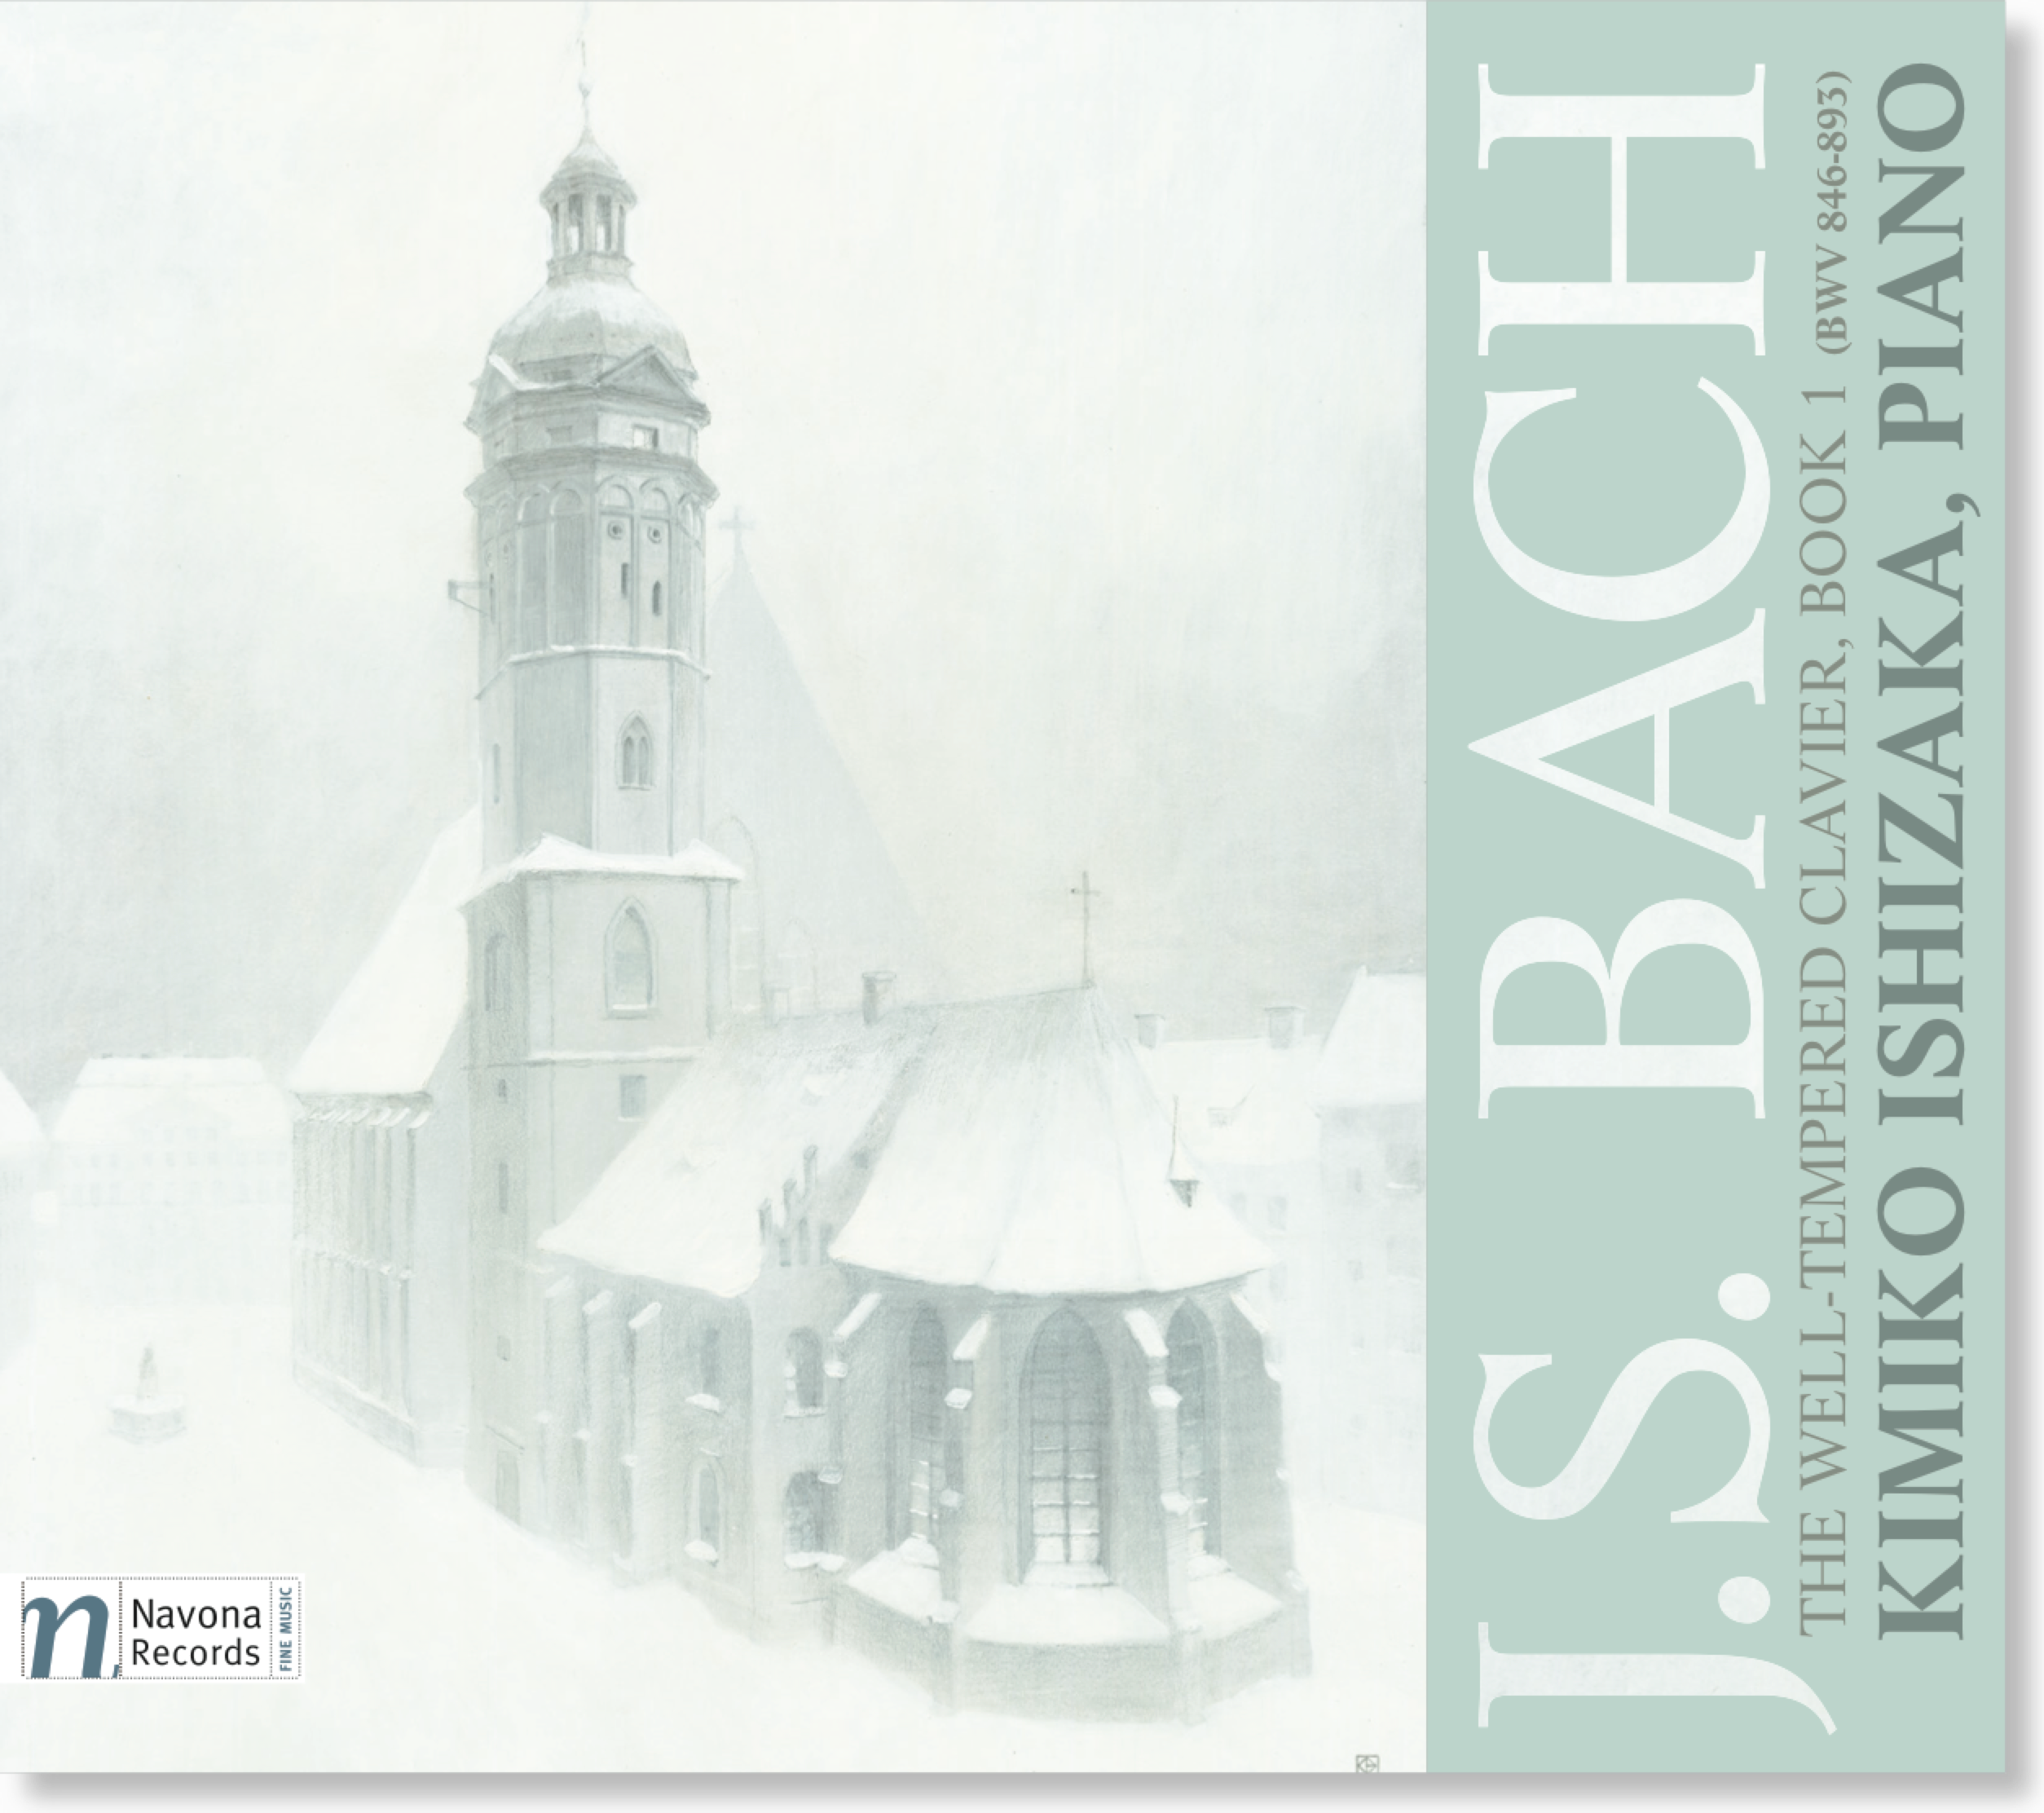 J.S. BACH
THE WELL-TEMPERED CLAVIER, BOOK 1 (BWV 846-893)
KIMIKO ISHIZAKA, PIANO
n
Navona
Records
FINE MUSIC